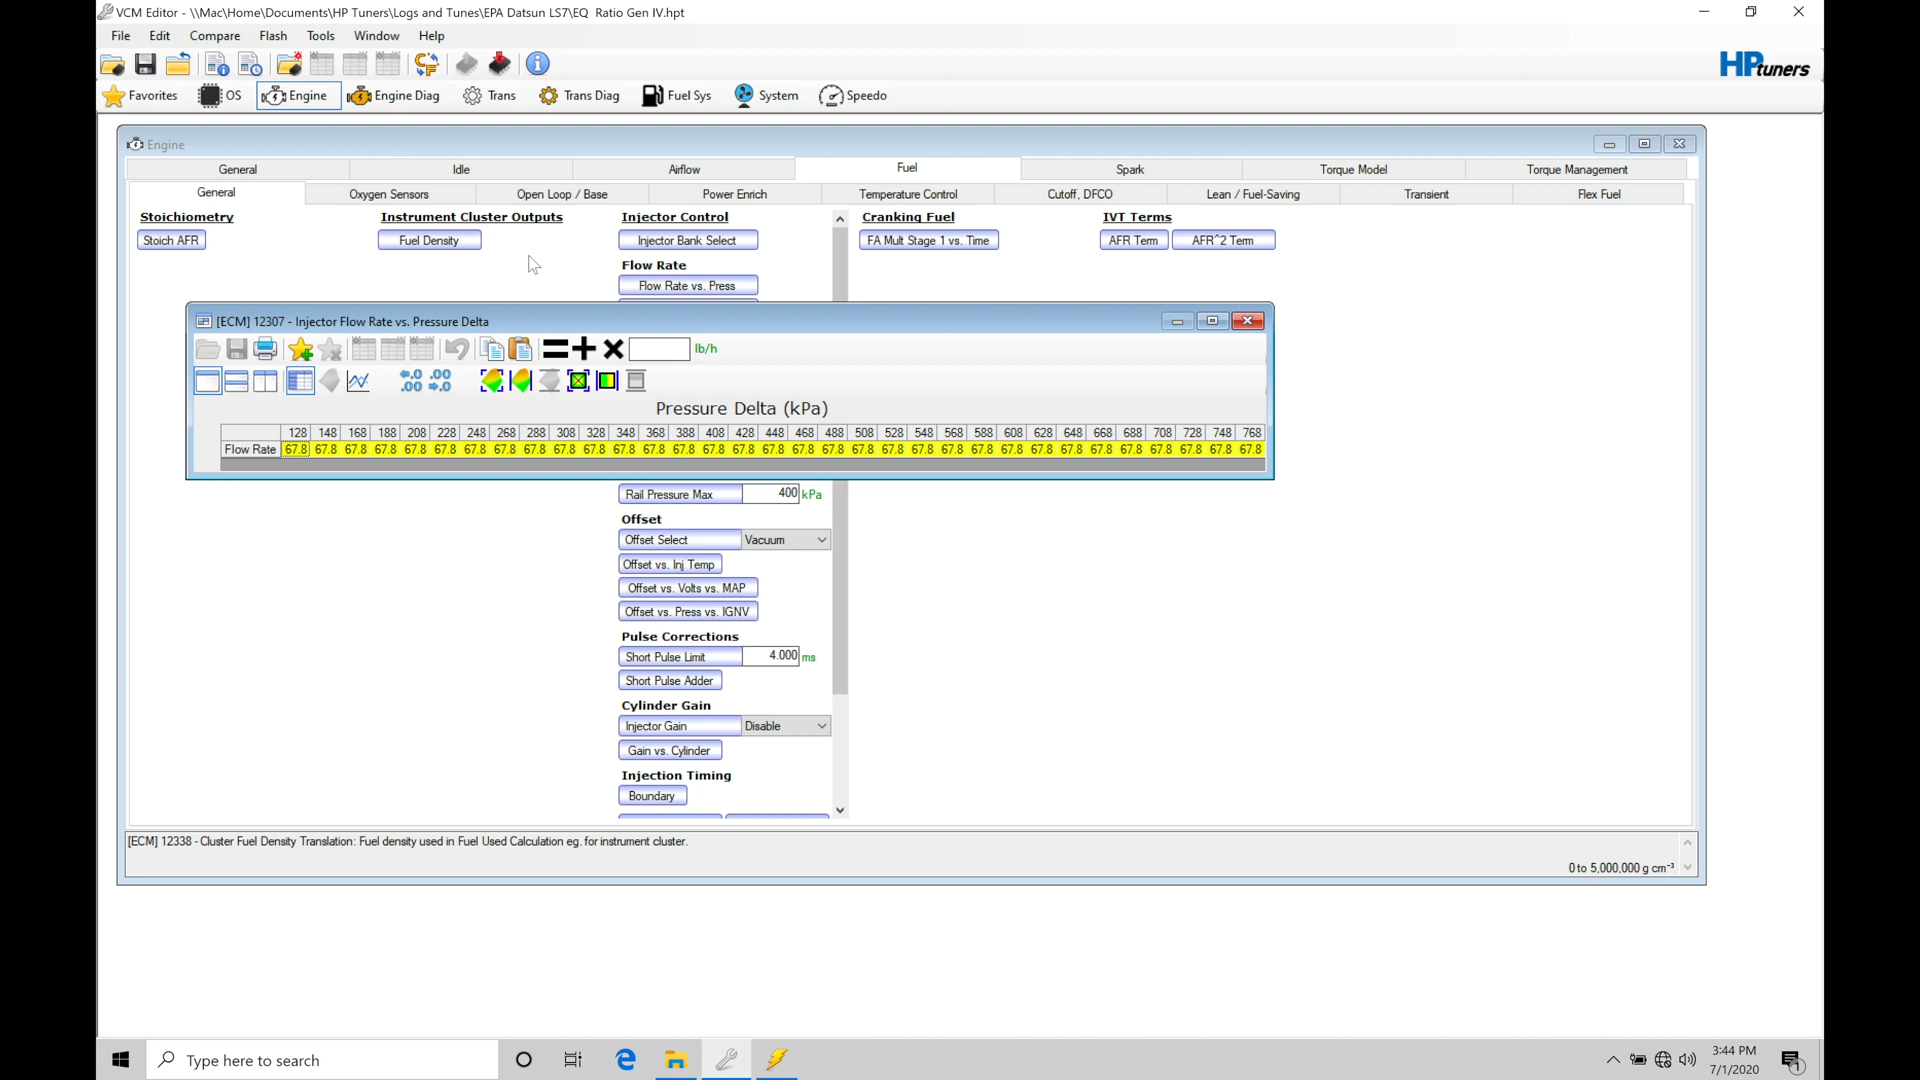 VCM Editor - \\Mac\Home\Documents\HP Tuners\Logs and Tunes\EPA Datsun LS7\EQ Ratio Gen IV.hpt
File Edit Compare Flash Tools Window Help
HPtuners
Favorites OS Engine Engine Diag Trans Trans Diag Fuel Sys System Speedo
Engine
General Idle Airflow Fuel Spark Torque Model Torque Management
General Oxygen Sensors Open Loop / Base Power Enrich Temperature Control Cutoff, DFCO Lean / Fuel-Saving Transient Flex Fuel
Stoichiometry Instrument Cluster Outputs Injector Control Cranking Fuel IVT Terms
Stoich AFR Fuel Density Injector Bank Select FA Mult Stage 1 vs. Time AFR Term AFR^2 Term
Flow Rate
Flow Rate vs. Press
[ECM] 12307 - Injector Flow Rate vs. Pressure Delta
lb/h
←.0 .00
.00 →.0
Pressure Delta (kPa)
128 148 168 188 208 228 248 268 288 308 328 348 368 388 408 428 448 468 488 508 528 548 568 588 608 628 648 668 688 708 728 748 768
Flow Rate 67.8 67.8 67.8 67.8 67.8 67.8 67.8 67.8 67.8 67.8 67.8 67.8 67.8 67.8 67.8 67.8 67.8 67.8 67.8 67.8 67.8 67.8 67.8 67.8 67.8 67.8 67.8 67.8 67.8 67.8 67.8 67.8 67.8
Rail Pressure Max 400 kPa
Offset
Offset Select Vacuum
Offset vs. Inj Temp
Offset vs. Volts vs. MAP
Offset vs. Press vs. IGNV
Pulse Corrections
Short Pulse Limit 4.000 ms
Short Pulse Adder
Cylinder Gain
Injector Gain Disable
Gain vs. Cylinder
Injection Timing
Boundary
[ECM] 12338 - Cluster Fuel Density Translation: Fuel density used in Fuel Used Calculation eg. for instrument cluster.
0 to 5,000,000 g cm⁻³
Type here to search
3:44 PM
7/1/2020
1